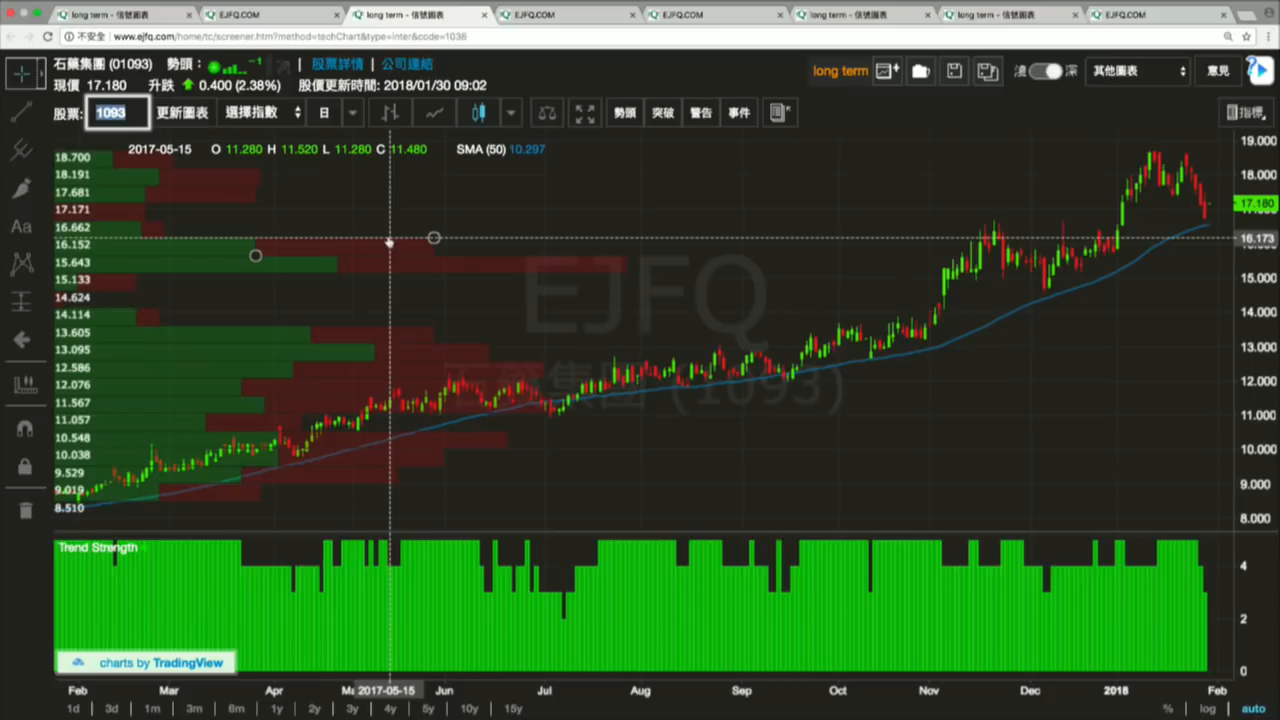 long term - 信號圖表
EJFQ.COM
long term - 信號圖表
EJFQ.COM
EJFQ.COM
long term - 信號圖表
long term - 信號圖表
EJFQ.COM
不安全 www.ejfq.com/home/tc/screener.htm?method=techChart&type=inter&code=1038
石藥集團 (01093) 勢頭： -1 | 股票詳情 | 公司連結
現價 17.180 升跌 0.400 (2.38%) 股價更新時間: 2018/01/30 09:02
long term
淺
深
其他圖表
意見
股票: 1093 更新圖表 選擇指數 日 勢頭 突破 警告 事件 指標
2017-05-15 O 11.280 H 11.520 L 11.280 C 11.480 SMA (50) 10.297
18.700
18.191
17.681
17.171
16.662
16.152
15.643
15.133
14.624
14.114
13.605
13.095
12.586
12.076
11.567
11.057
10.548
10.038
9.529
9.019
8.510
EJFQ
石藥集團 (1093)
19.000
18.000
17.180
16.173
15.000
14.000
13.000
12.000
11.000
10.000
9.000
8.000
Trend Strength 4
4
2
0
charts by TradingView
Feb Mar Apr 2017-05-15 Jun Jul Aug Sep Oct Nov Dec 2018 Feb
1d 3d 1m 3m 6m 1y 2y 3y 4y 5y 10y 15y % log auto